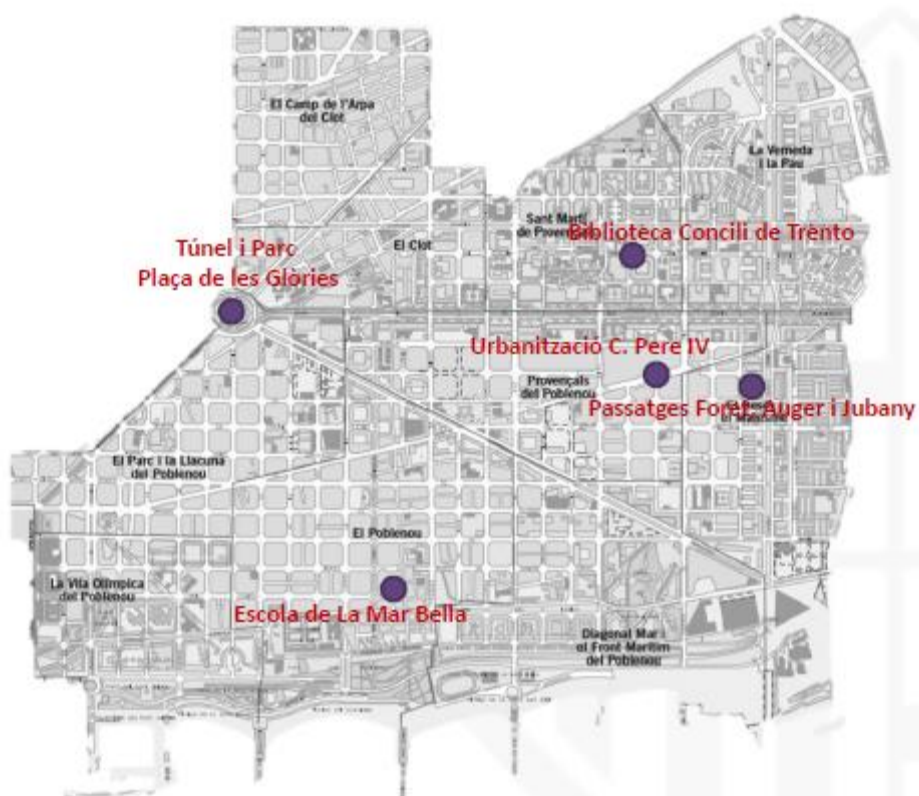 El Camp de l'Arpa
del Clot
La Verneda
i la Pau
Sant Martí
de Provençals
Biblioteca Concili de Trento
El Clot
Túnel i Parc
Plaça de les Glòries
Urbanització C. Pere IV
Provençals
del Poblenou
Passatges Foret, Auger i Jubany
El Parc i la Llacuna
del Poblenou
El Poblenou
La Vila Olímpica
del Poblenou
Escola de La Mar Bella
Diagonal Mar i
el Front Marítim
del Poblenou